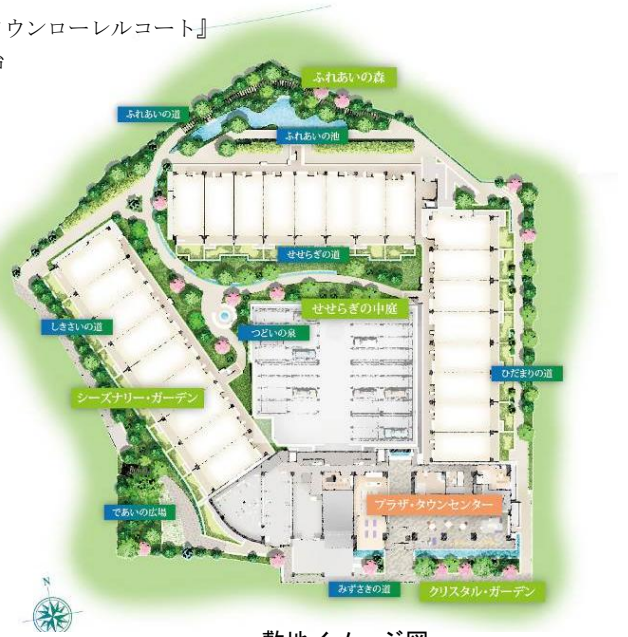 ウンローレルコート』
ふれあいの森
ふれあいの道
ふれあいの池
せせらぎの道
せせらぎの中庭
しきさいの道
つどいの泉
ひだまりの道
シーズナリー・ガーデン
プラザ・タウンセンター
であいの広場
みずさきの道
クリスタル・ガーデン
N
敷地イメージ図